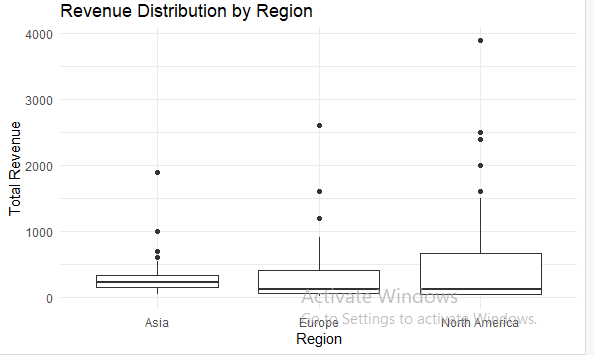 Revenue Distribution by Region
4000
3000
2000
1000
0
Total Revenue
Asia
Europe
North America
Region
Activate Windows
Go to Settings to activate Windows.